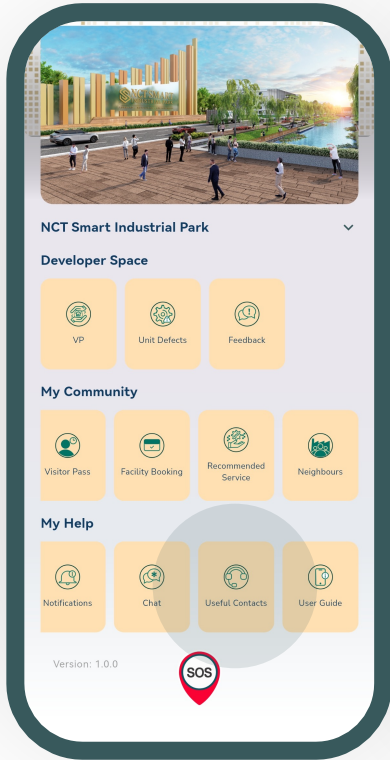 NCT Smart Industrial Park
Developer Space
VP
Unit Defects
Feedback
My Community
Visitor Pass
Facility Booking
Recommended
Service
Neighbours
My Help
Notifications
Chat
Useful Contacts
User Guide
Version: 1.0.0
SOS